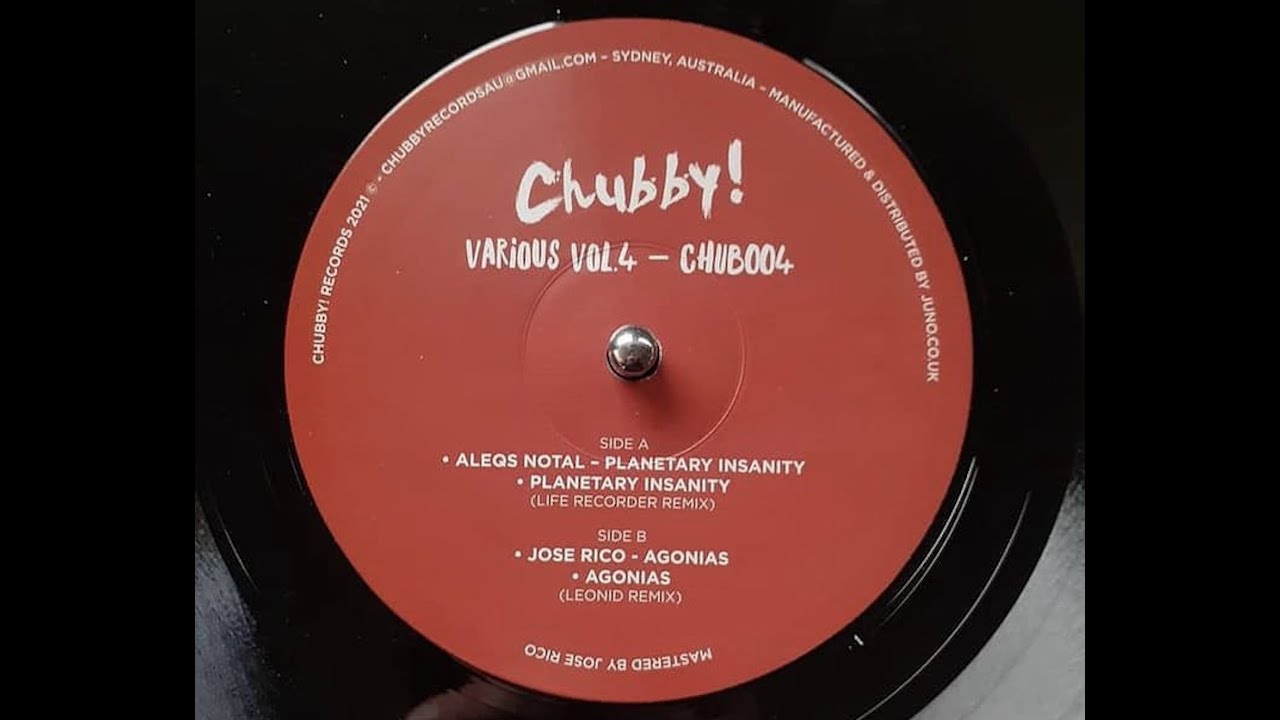 CHUBBY! RECORDS 2021 © - CHUBBYRECORDSAU@GMAIL.COM – SYDNEY, AUSTRALIA – MANUFACTURED & DISTRIBUTED BY JUNO.CO.UK
Chubby!
VARiOUS VOL.4 – CHUB004
SIDE A
• ALEQS NOTAL – PLANETARY INSANITY
• PLANETARY INSANITY
(LIFE RECORDER REMIX)
SIDE B
• JOSE RICO - AGONIAS
• AGONIAS
(LEONID REMIX)
MASTERED BY JOSE RICO